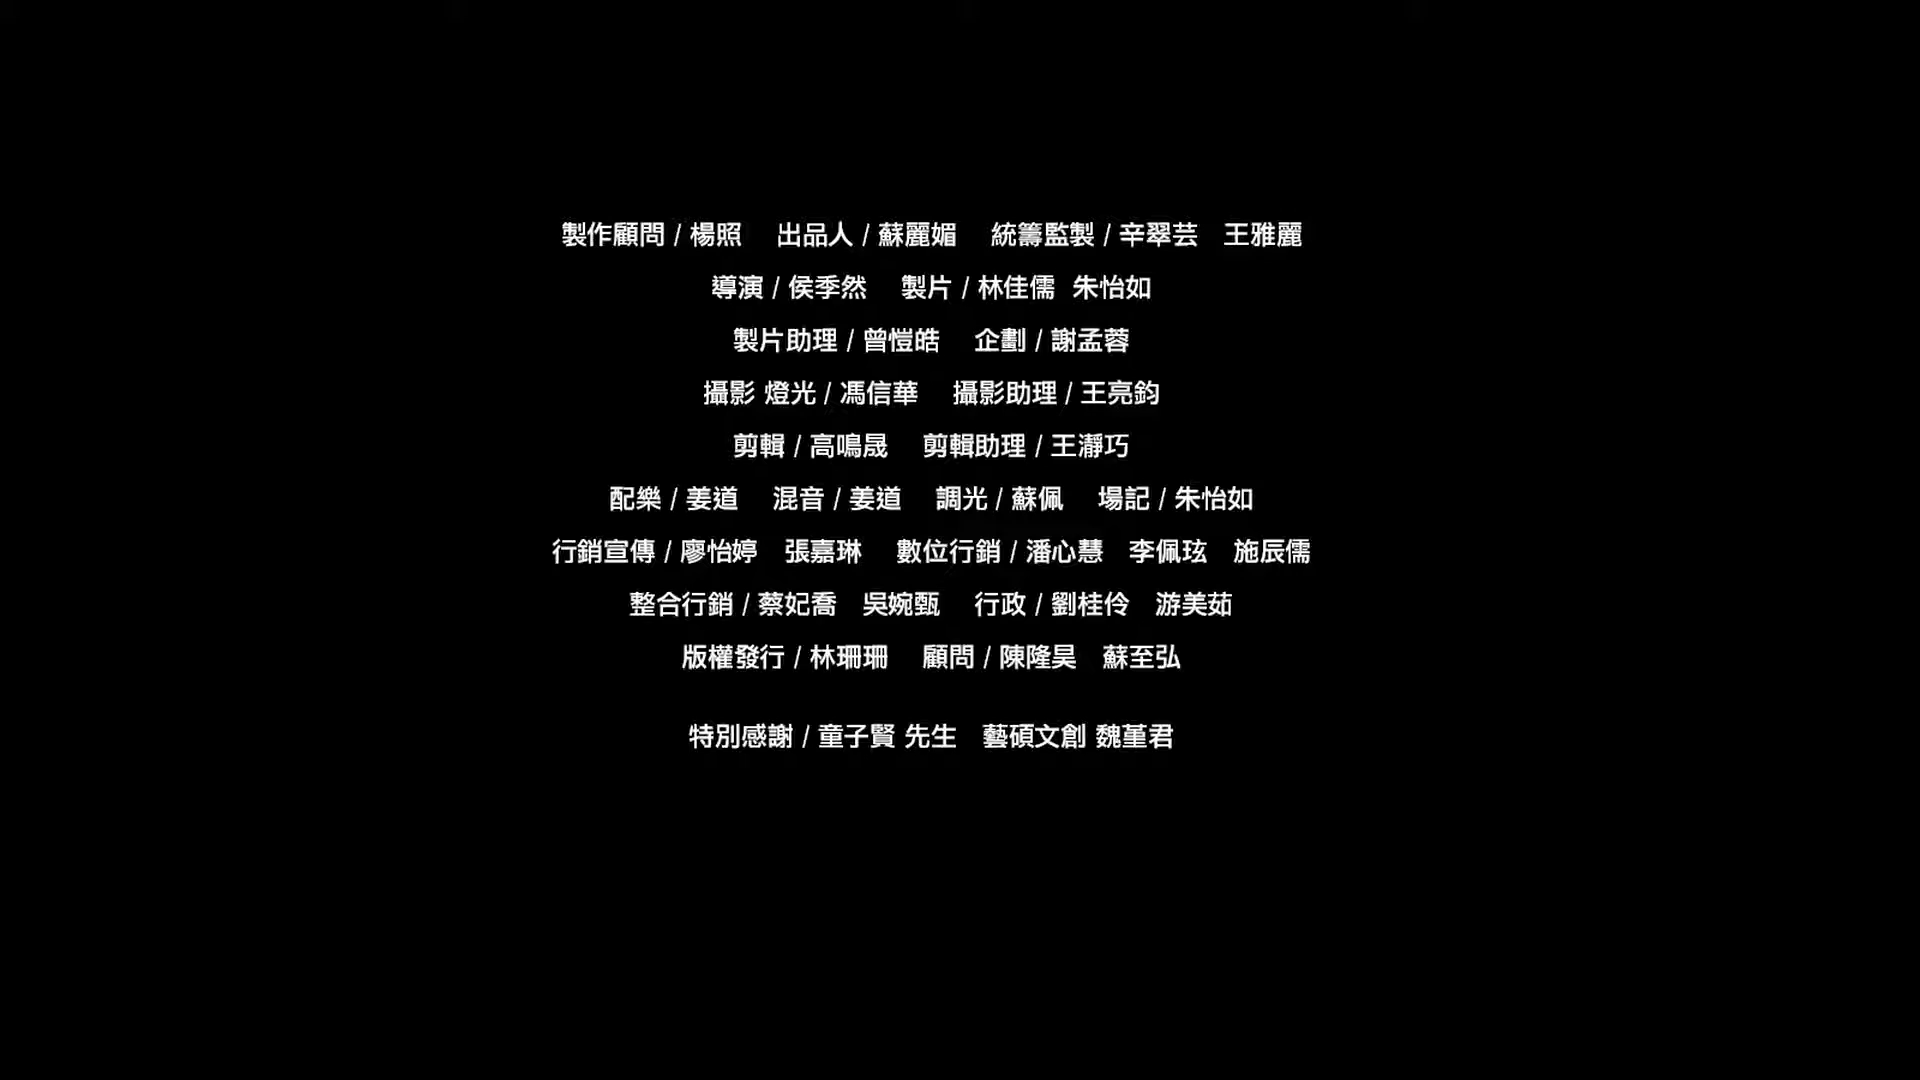 製作顧問 / 楊照　出品人 / 蘇麗媚　統籌監製 / 辛翠芸　王雅麗
導演 / 侯季然　製片 / 林佳儒　朱怡如
製片助理 / 曾愷皓　企劃 / 謝孟蓉
攝影 燈光 / 馮信華　攝影助理 / 王亮鈞
剪輯 / 高鳴晟　剪輯助理 / 王瀞巧
配樂 / 姜道　混音 / 姜道　調光 / 蘇佩　場記 / 朱怡如
行銷宣傳 / 廖怡婷　張嘉琳　數位行銷 / 潘心慧　李佩玹　施辰儒
整合行銷 / 蔡妃喬　吳婉甄　行政 / 劉桂伶　游美茹
版權發行 / 林珊珊　顧問 / 陳隆昊　蘇至弘
特別感謝 / 童子賢 先生　藝碩文創 魏堇君